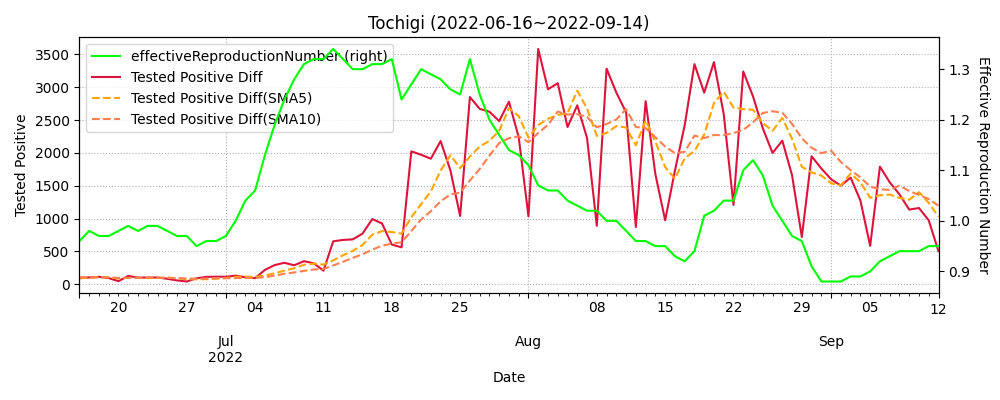 Tochigi (2022-06-16~2022-09-14)
effectiveReproductionNumber (right)
Tested Positive Diff
Tested Positive Diff(SMA5)
Tested Positive Diff(SMA10)
Tested Positive
3500
3000
2500
2000
1500
1000
500
0
Effective Reproduction Number
1.3
1.2
1.1
1.0
0.9
20 27 04 11 18 25 08 15 22 29 05 12
Jul Aug Sep
2022
Date